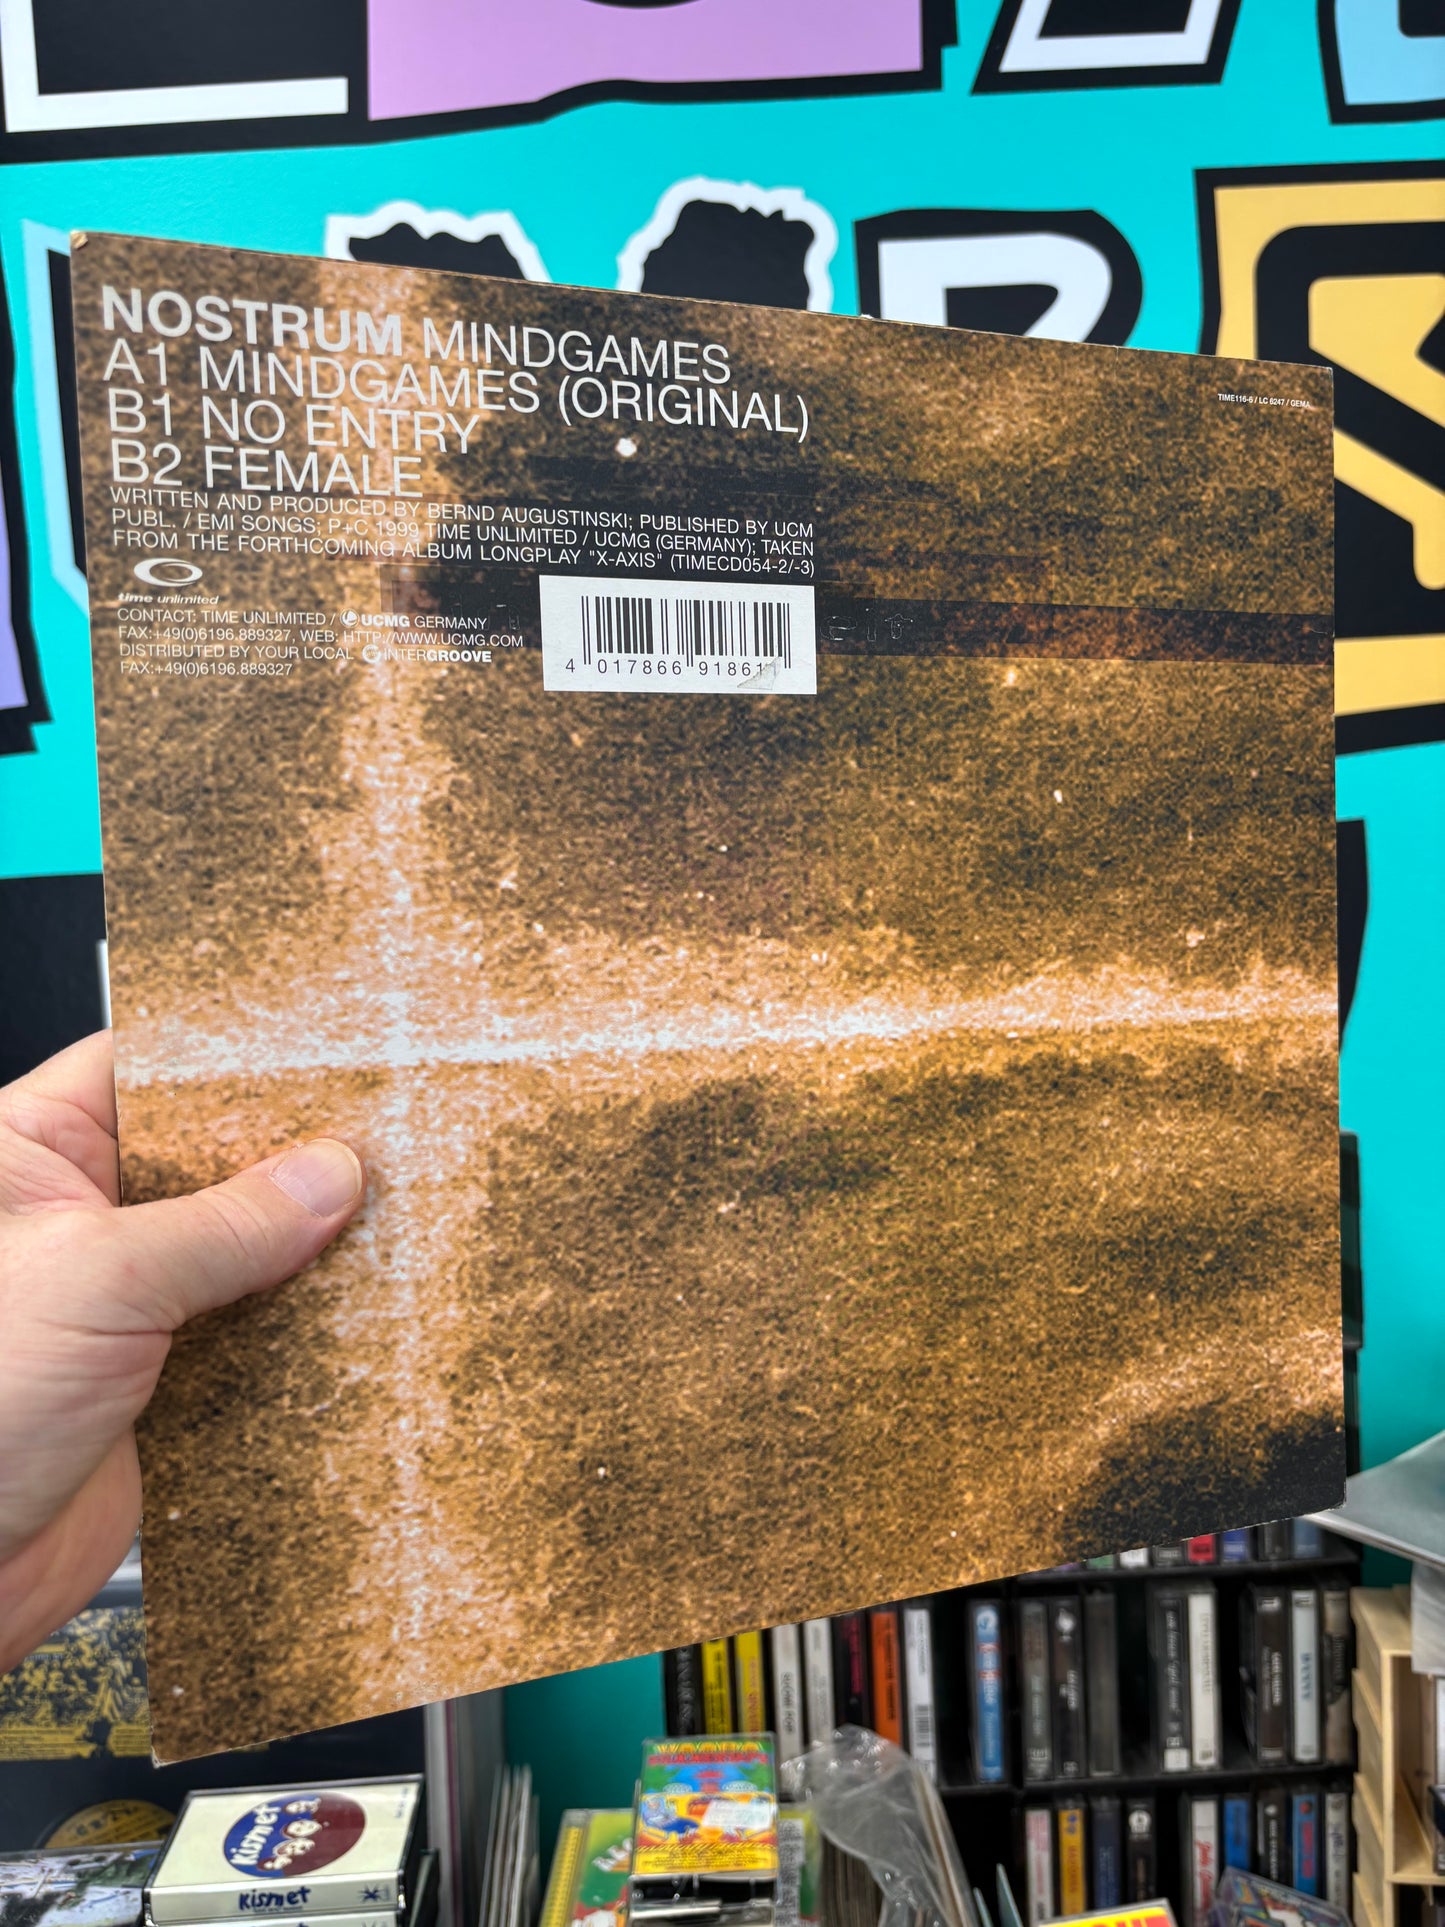 NOSTRUM MINDGAMES
A1 MINDGAMES (ORIGINAL)
B1 NO ENTRY
B2 FEMALE
WRITTEN AND PRODUCED BY BERND AUGUSTINSKI; PUBLISHED BY UCM
PUBL. / EMI SONGS; P+C 1999 TIME UNLIMITED / UCMG (GERMANY); TAKEN
FROM THE FORTHCOMING ALBUM LONGPLAY "X-AXIS" (TIMECD054-2/-3)
time unlimited
CONTACT: TIME UNLIMITED / UCMG GERMANY
FAX:+49(0)6196.889327, WEB: HTTP://WWW.UCMG.COM
DISTRIBUTED BY YOUR LOCAL INTERGROOVE
FAX:+49(0)6196.889327
4 017866 91861
TIME116-6 / LC 6247 / GEMA
kismet
Kismet